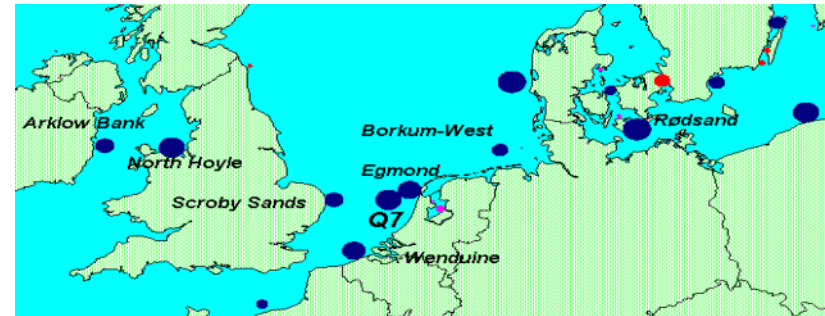 Arklow Bank
Borkum-West
Rødsand
North Hoyle
Egmond
Scroby Sands
Q7
Wenduine